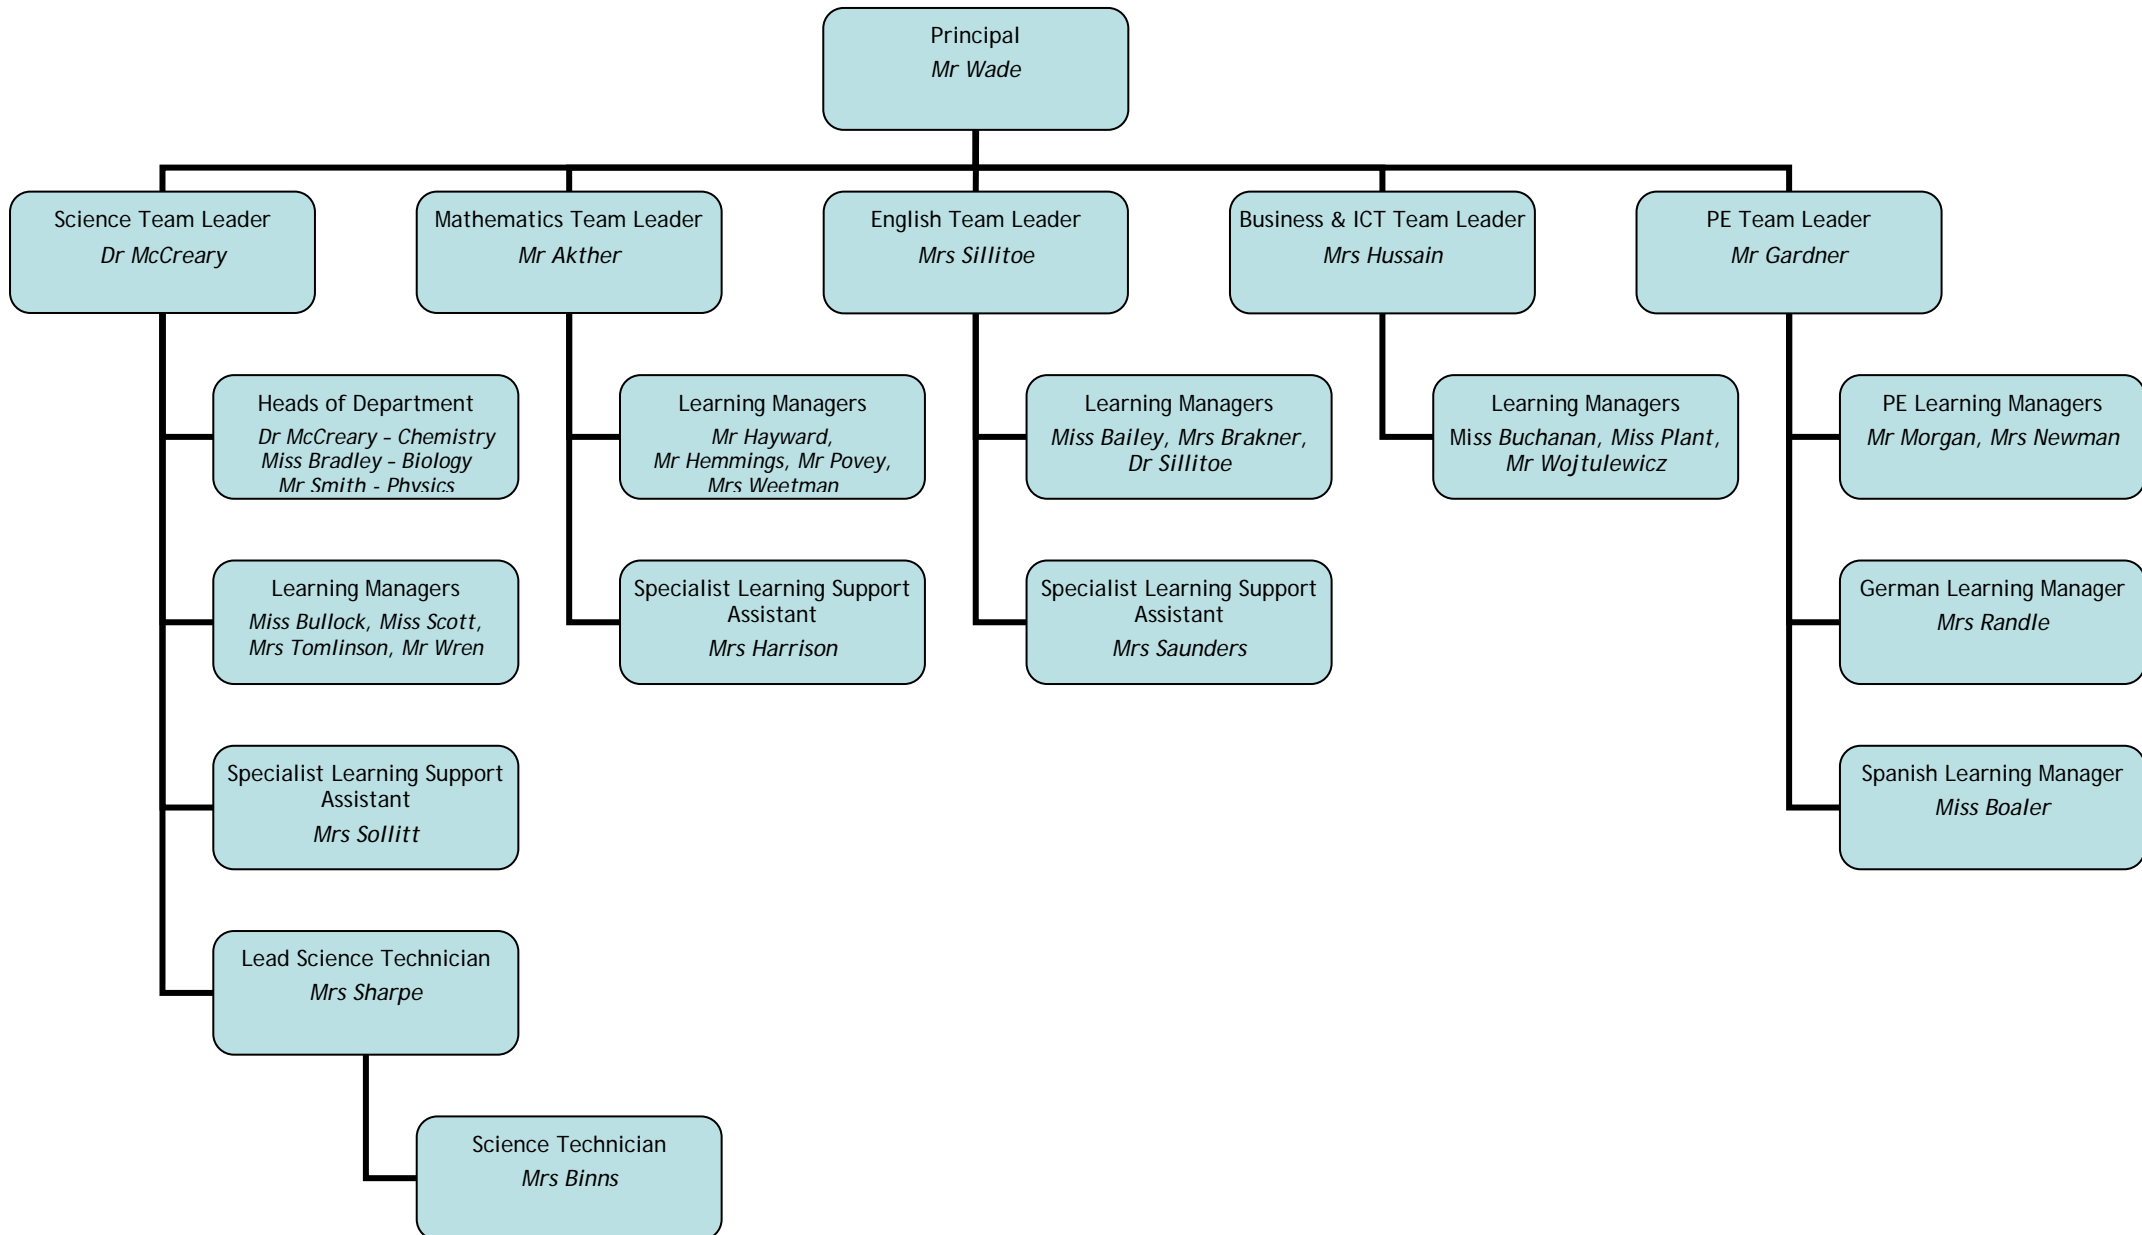 Principal
Mr Wade
Science Team Leader
Dr McCreary
Mathematics Team Leader
Mr Akther
English Team Leader
Mrs Sillitoe
Business & ICT Team Leader
Mrs Hussain
PE Team Leader
Mr Gardner
Heads of Department
Dr McCreary – Chemistry
Miss Bradley – Biology
Mr Smith - Physics
Learning Managers
Mr Hayward,
Mr Hemmings, Mr Povey,
Mrs Weetman
Learning Managers
Miss Bailey, Mrs Brakner,
Dr Sillitoe
Learning Managers
Miss Buchanan, Miss Plant,
Mr Wojtulewicz
PE Learning Managers
Mr Morgan, Mrs Newman
Learning Managers
Miss Bullock, Miss Scott,
Mrs Tomlinson, Mr Wren
Specialist Learning Support
Assistant
Mrs Harrison
Specialist Learning Support
Assistant
Mrs Saunders
German Learning Manager
Mrs Randle
Specialist Learning Support
Assistant
Mrs Sollitt
Spanish Learning Manager
Miss Boaler
Lead Science Technician
Mrs Sharpe
Science Technician
Mrs Binns